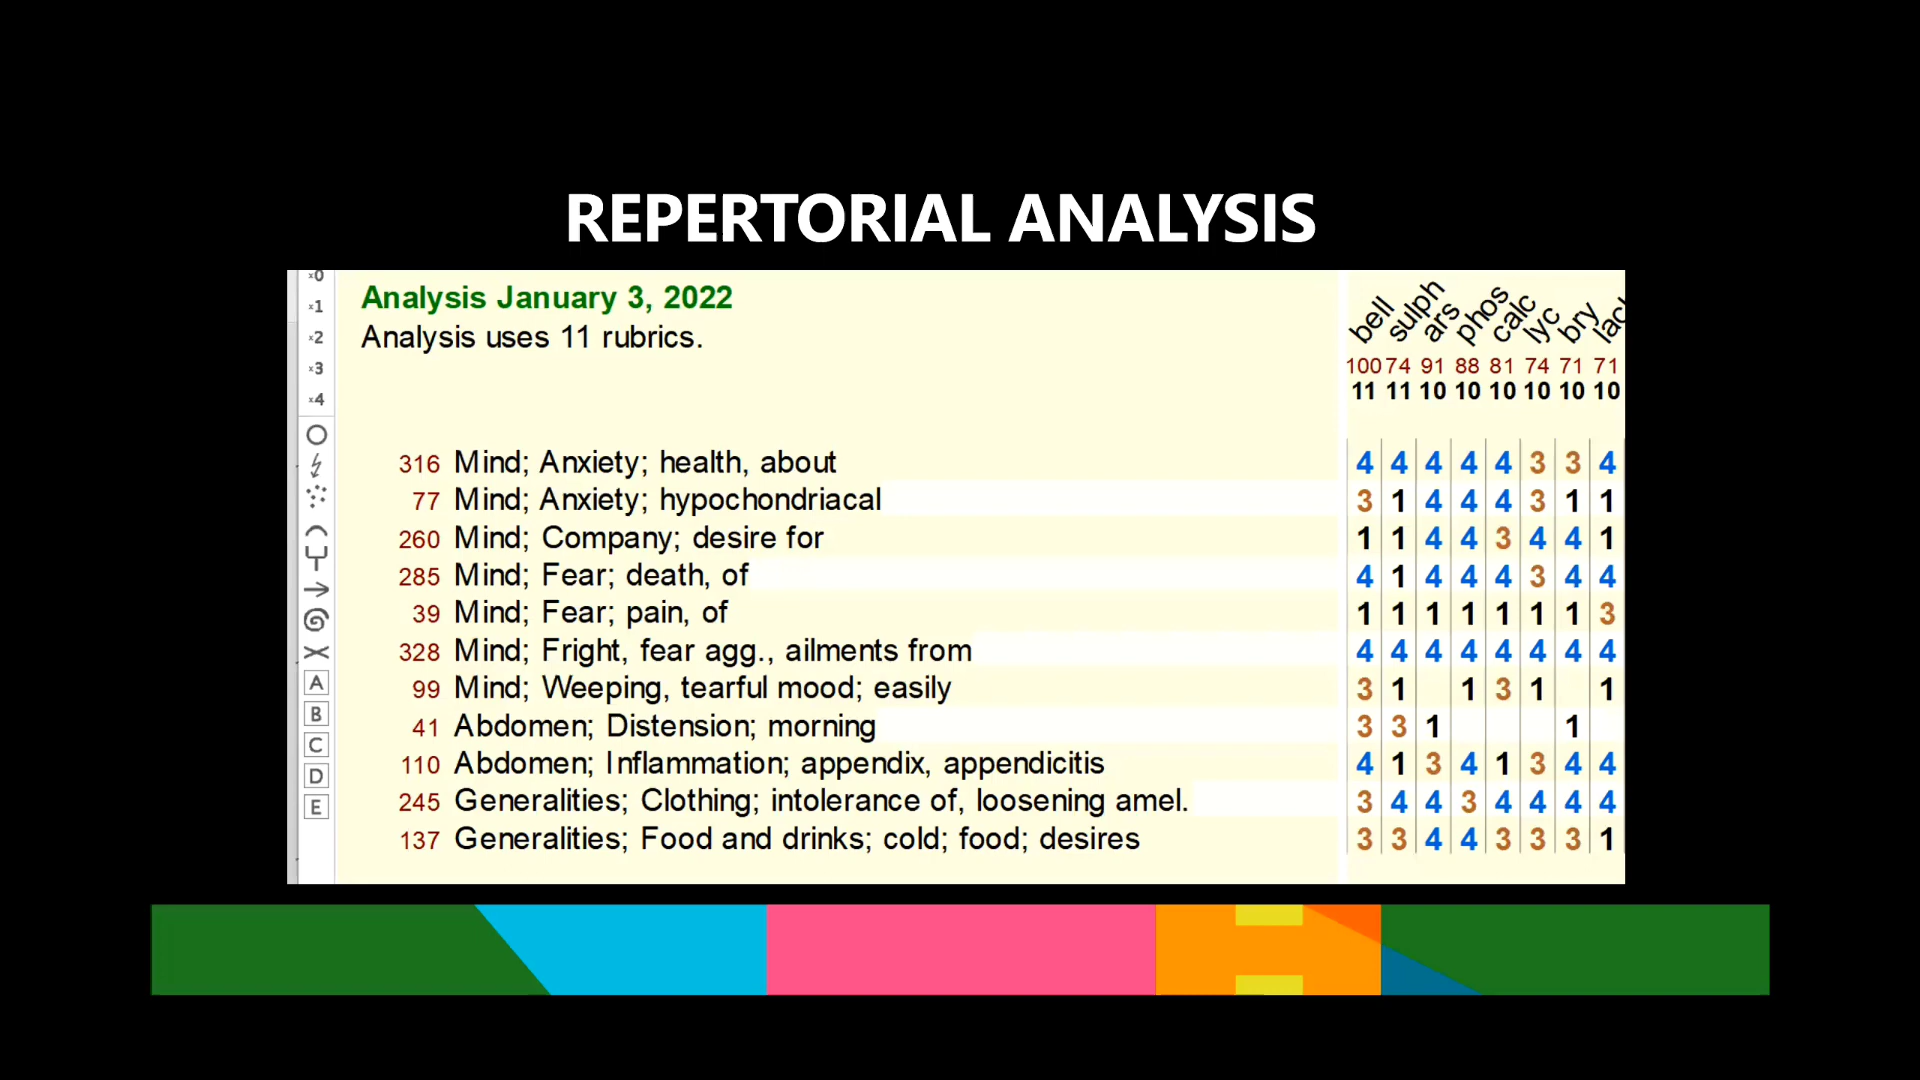 REPERTORIAL ANALYSIS
x0
x1
x2
x3
x4
A
B
C
D
E
Analysis January 3, 2022
Analysis uses 11 rubrics.
bell sulph ars phos calc lyc bry
100 74 91 88 81 74 71 71
11 11 10 10 10 10 10 10
316 Mind; Anxiety; health, about 4 4 4 4 4 3 3 4
77 Mind; Anxiety; hypochondriacal 3 1 4 4 4 3 1 1
260 Mind; Company; desire for 1 1 4 4 3 4 4 1
285 Mind; Fear; death, of 4 1 4 4 4 3 4 4
39 Mind; Fear; pain, of 1 1 1 1 1 1 1 3
328 Mind; Fright, fear agg., ailments from 4 4 4 4 4 4 4 4
99 Mind; Weeping, tearful mood; easily 3 1 1 3 1 1
41 Abdomen; Distension; morning 3 3 1 1
110 Abdomen; Inflammation; appendix, appendicitis 4 1 3 4 1 3 4 4
245 Generalities; Clothing; intolerance of, loosening amel. 3 4 4 3 4 4 4 4
137 Generalities; Food and drinks; cold; food; desires 3 3 4 4 3 3 3 1